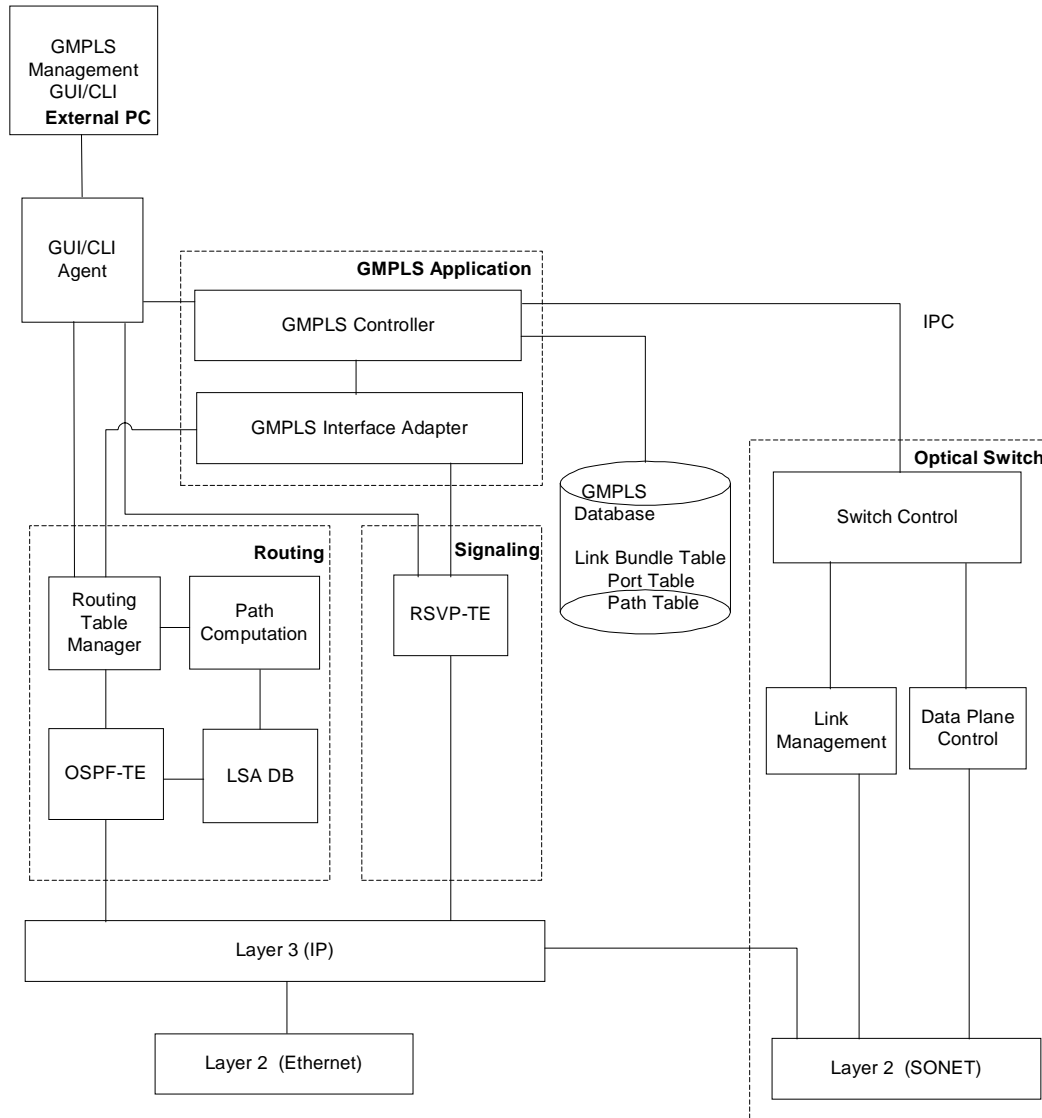 GMPLS
Management
GUI/CLI
External PC
GUI/CLI
Agent
GMPLS Application
GMPLS Controller
IPC
GMPLS Interface Adapter
Optical Switch
GMPLS
Database
Link Bundle Table
Port Table
Path Table
Switch Control
Routing
Signaling
Routing
Table
Manager
Path
Computation
RSVP-TE
Link
Management
Data Plane
Control
OSPF-TE
LSA DB
Layer 3 (IP)
Layer 2 (Ethernet)
Layer 2 (SONET)